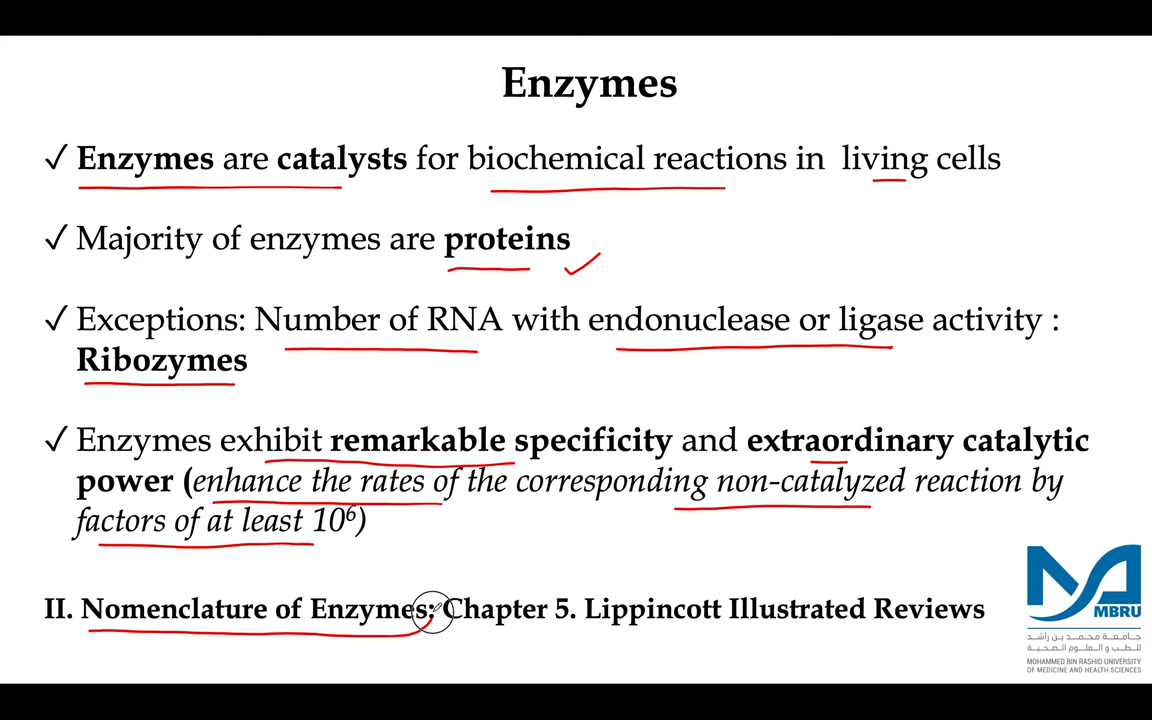 Enzymes
✓ Enzymes are catalysts for biochemical reactions in living cells
✓ Majority of enzymes are proteins
✓ Exceptions: Number of RNA with endonuclease or ligase activity :
Ribozymes
✓ Enzymes exhibit remarkable specificity and extraordinary catalytic
power (enhance the rates of the corresponding non-catalyzed reaction by
factors of at least 10⁶)
II. Nomenclature of Enzymes: Chapter 5. Lippincott Illustrated Reviews
MBRU
جامعة محمد بن راشد
للطب و العلوم الصحية
MOHAMMED BIN RASHID UNIVERSITY
OF MEDICINE AND HEALTH SCIENCES